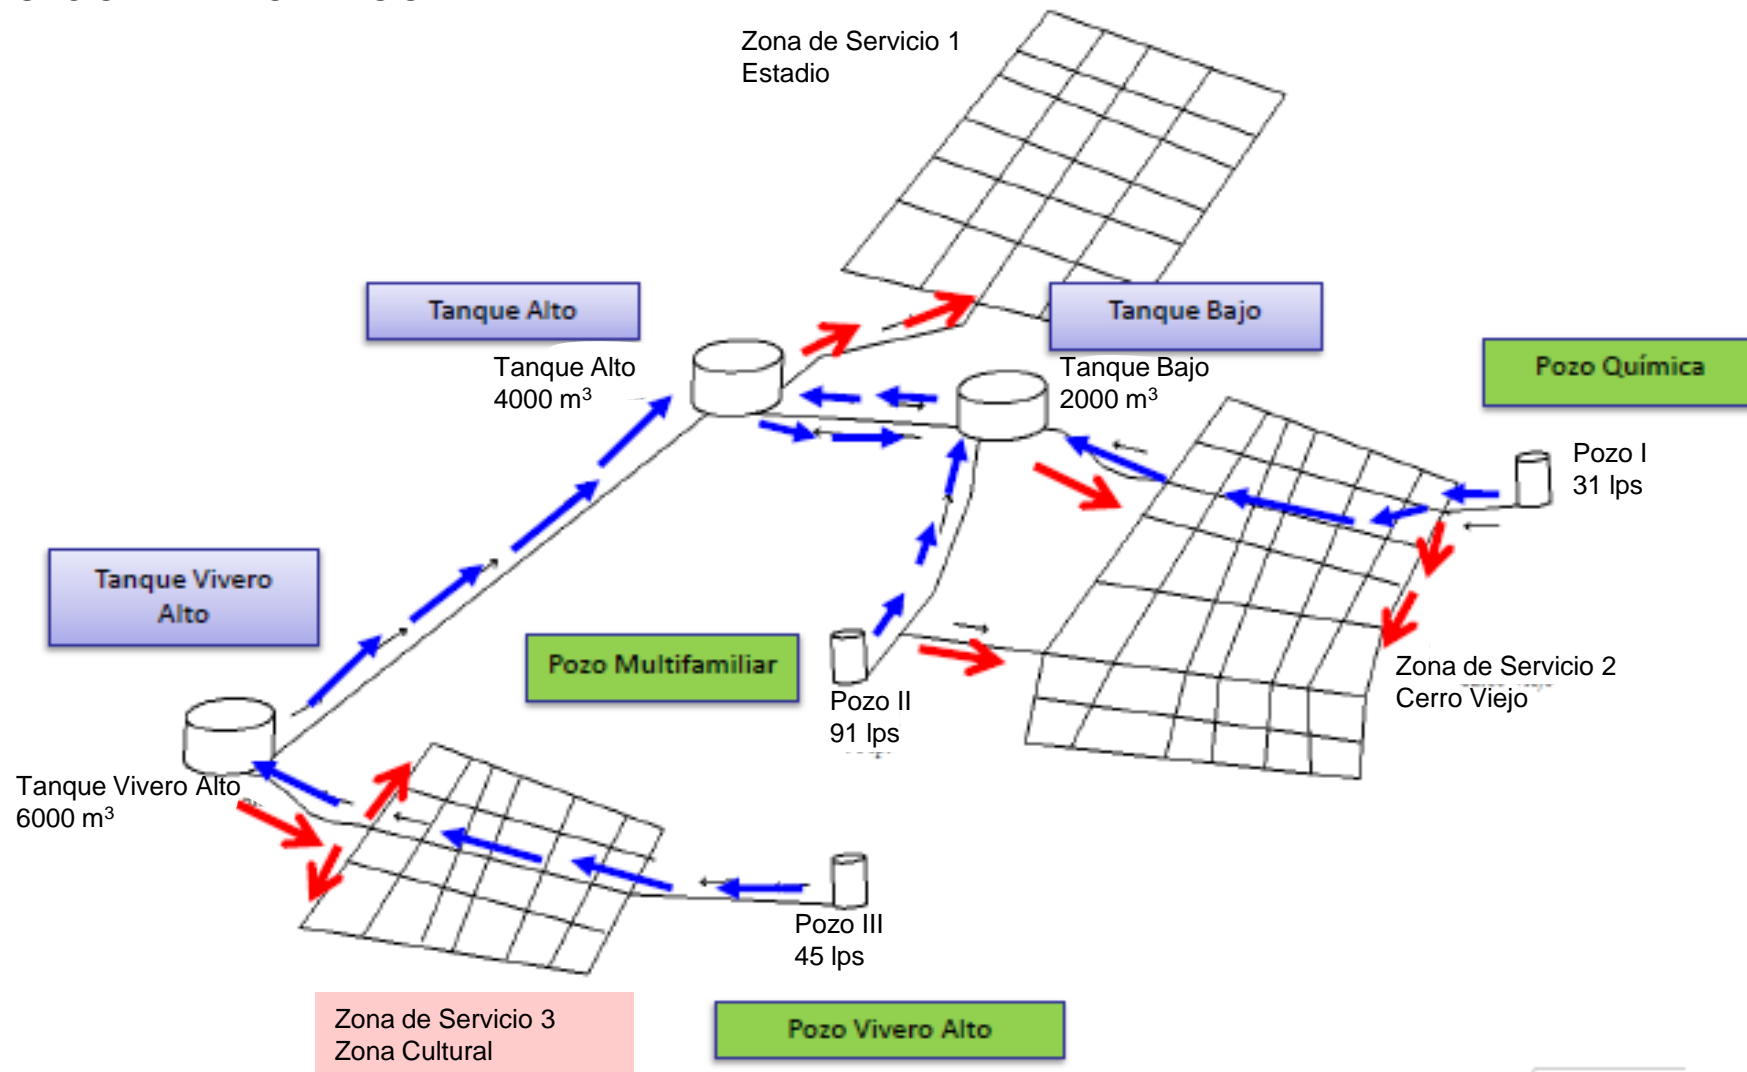 Zona de Servicio 1
Estadio
Tanque Alto
Tanque Bajo
Tanque Alto
4000 m³
Tanque Bajo
2000 m³
Pozo Química
Pozo I
31 lps
Tanque Vivero
Alto
Pozo Multifamiliar
Zona de Servicio 2
Cerro Viejo
Pozo II
91 lps
Tanque Vivero Alto
6000 m³
Pozo III
45 lps
Zona de Servicio 3
Zona Cultural
Pozo Vivero Alto